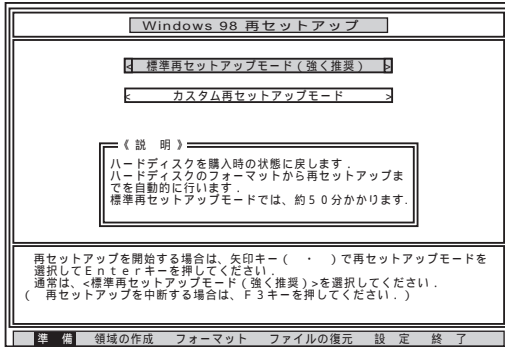 Windows 98 再セットアップ
< 標準再セットアップモード(強く推奨) >
< カスタム再セットアップモード >
《説 明》
ハードディスクを購入時の状態に戻します.
ハードディスクのフォーマットから再セットアップま
でを自動的に行います.
標準再セットアップモードでは、約50分かかります.
再セットアップを開始する場合は、矢印キー( ・ )で再セットアップモードを
選択してEnterキーを押してください.
通常は、<標準再セットアップモード(強く推奨)>を選択してください.
( 再セットアップを中断する場合は、F3キーを押してください.)
準 備 領域の作成 フォーマット ファイルの復元 設 定 終 了